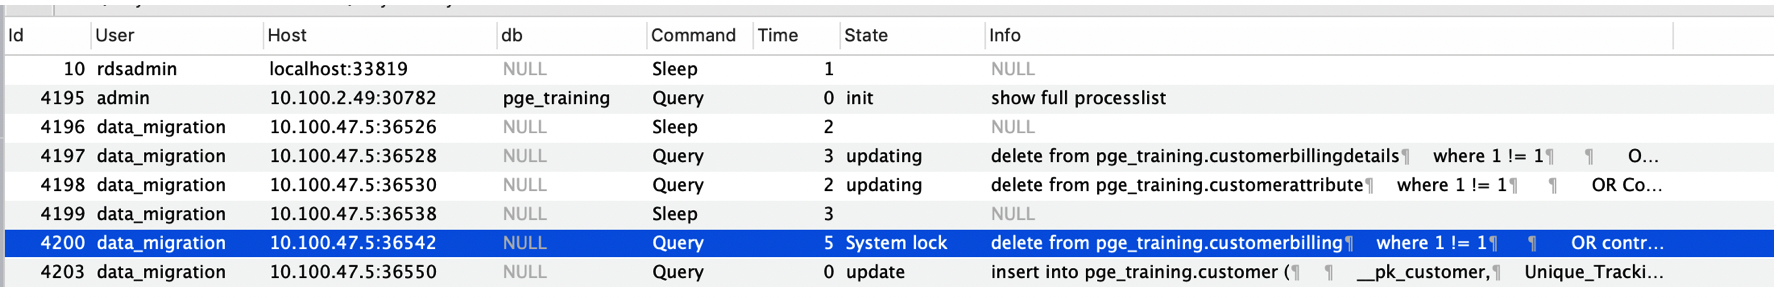 Id User Host db Command Time State Info
10 rdsadmin localhost:33819 NULL Sleep 1 NULL
4195 admin 10.100.2.49:30782 pge_training Query 0 init show full processlist
4196 data_migration 10.100.47.5:36526 NULL Sleep 2 NULL
4197 data_migration 10.100.47.5:36528 NULL Query 3 updating delete from pge_training.customerbillingdetails¶ where 1 != 1¶ ¶ O...
4198 data_migration 10.100.47.5:36530 NULL Query 2 updating delete from pge_training.customerattribute¶ where 1 != 1¶ ¶ OR Co...
4199 data_migration 10.100.47.5:36538 NULL Sleep 3 NULL
4200 data_migration 10.100.47.5:36542 NULL Query 5 System lock delete from pge_training.customerbilling¶ where 1 != 1¶ ¶ OR contr...
4203 data_migration 10.100.47.5:36550 NULL Query 0 update insert into pge_training.customer (¶ ¶ __pk_customer,¶ Unique_Tracki...